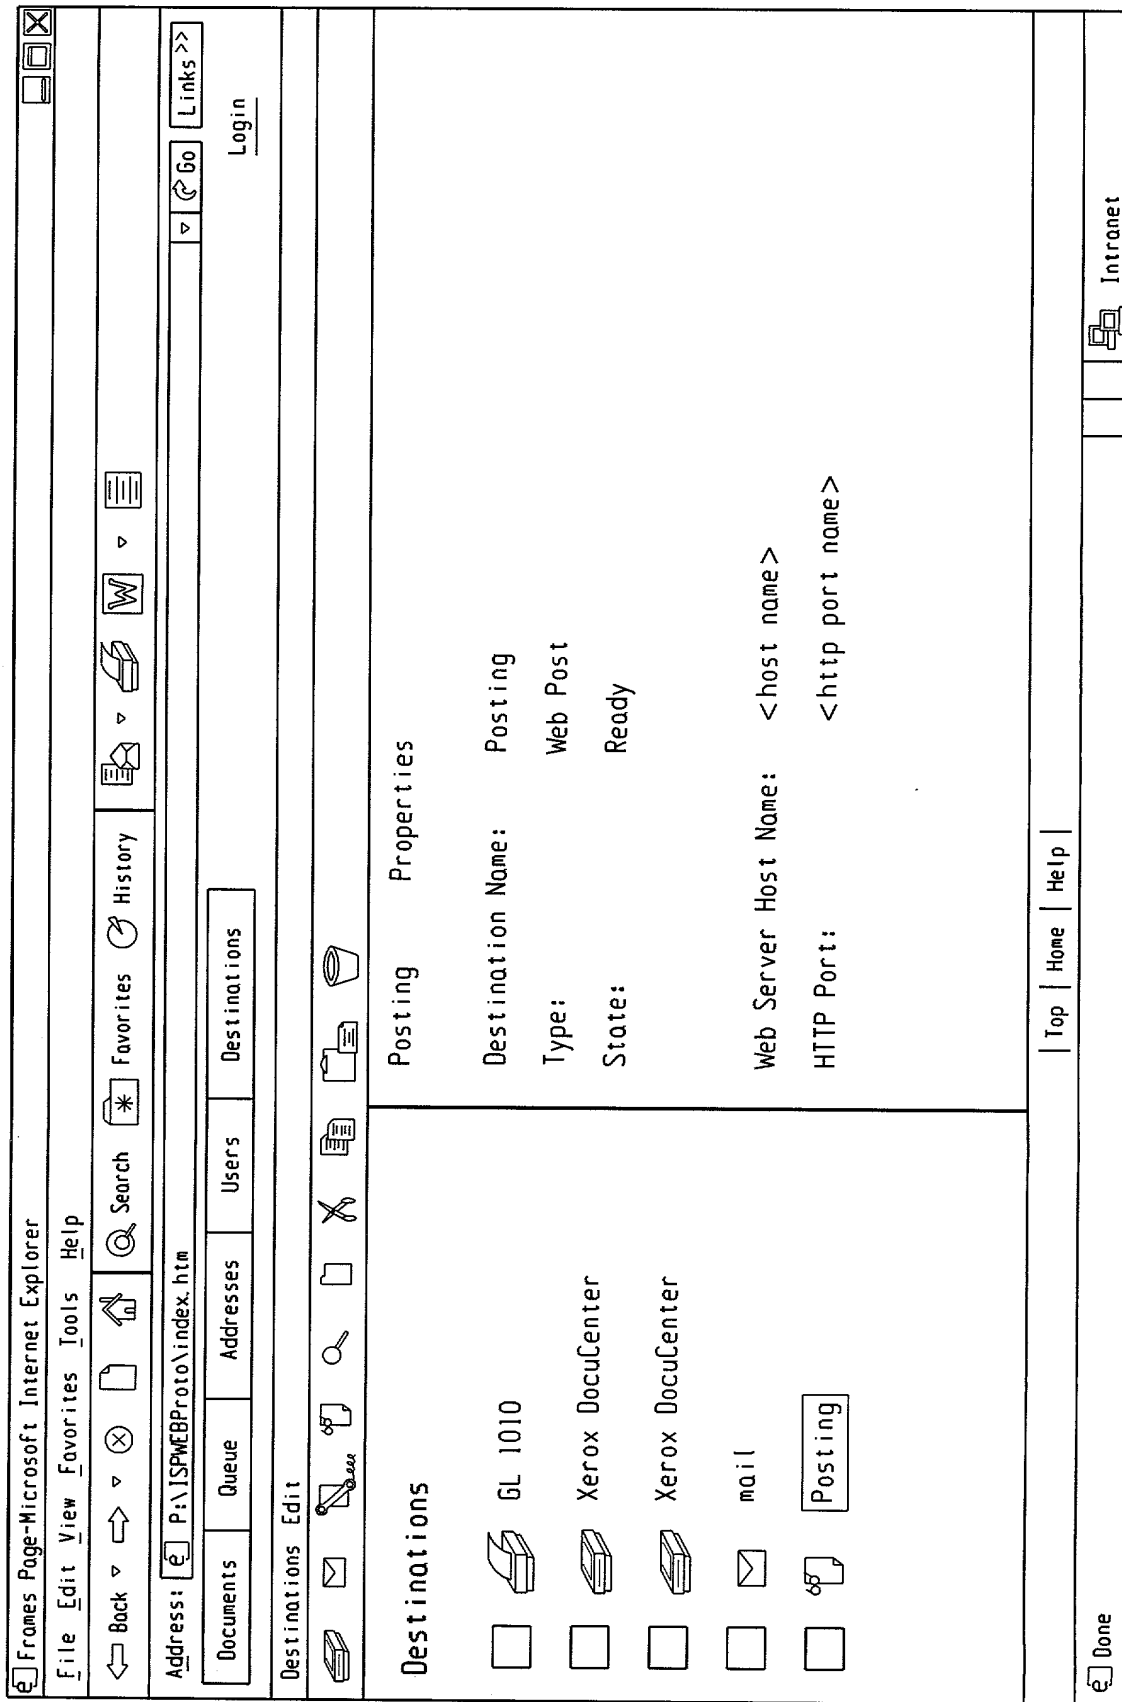 Frames Page-Microsoft Internet Explorer
File Edit View Favorites Tools Help
Back Search Favorites History W
Address: P:\ISPWEBProto\index.htm Go Links >>
Login
Documents Queue Addresses Users Destinations
Destinations Edit
Destinations
GL 1010
Xerox DocuCenter
Xerox DocuCenter
mail
Posting
Posting Properties
Destination Name: Posting
Type: Web Post
State: Ready
Web Server Host Name: <host name>
HTTP Port: <http port name>
| Top | Home | Help |
Done Intranet